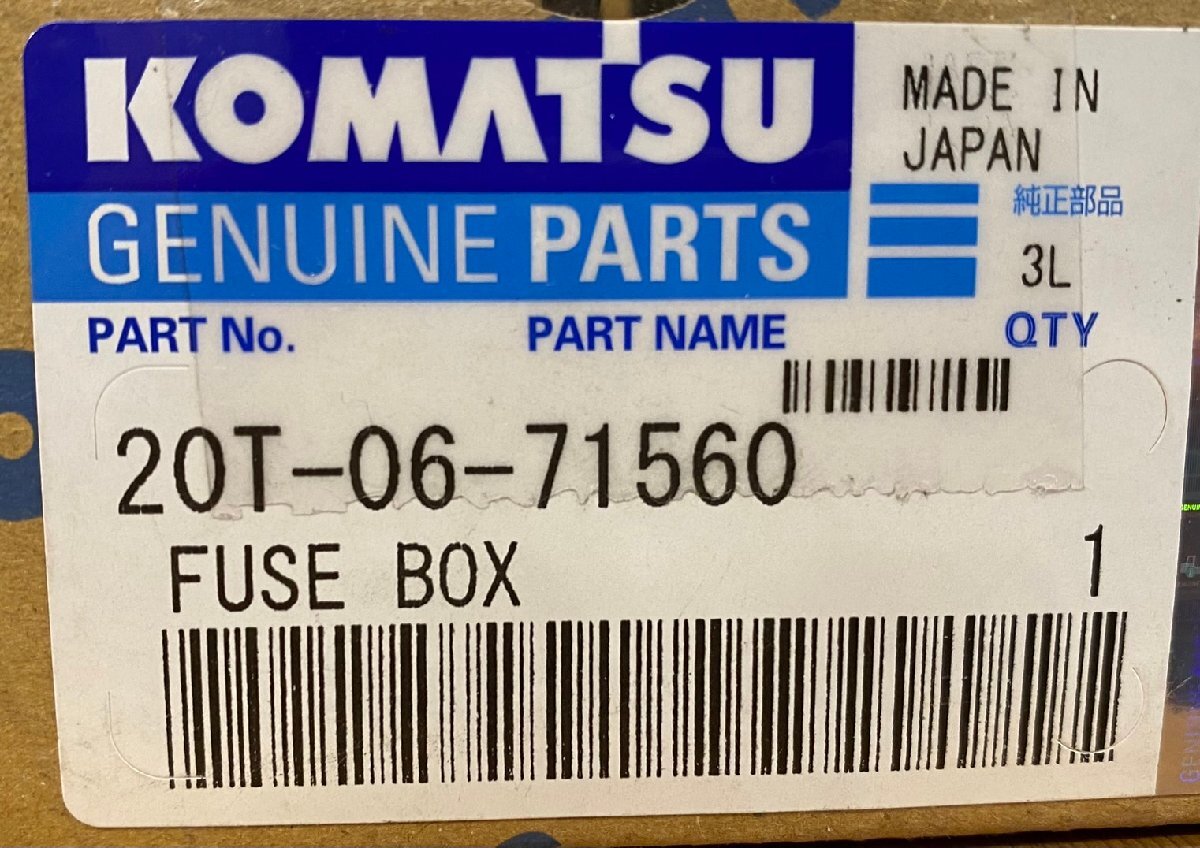 KOMATSU
MADE IN
JAPAN
GENUINE PARTS
純正部品
3L
PART No.
PART NAME
QTY
20T-06-71560
FUSE BOX
1